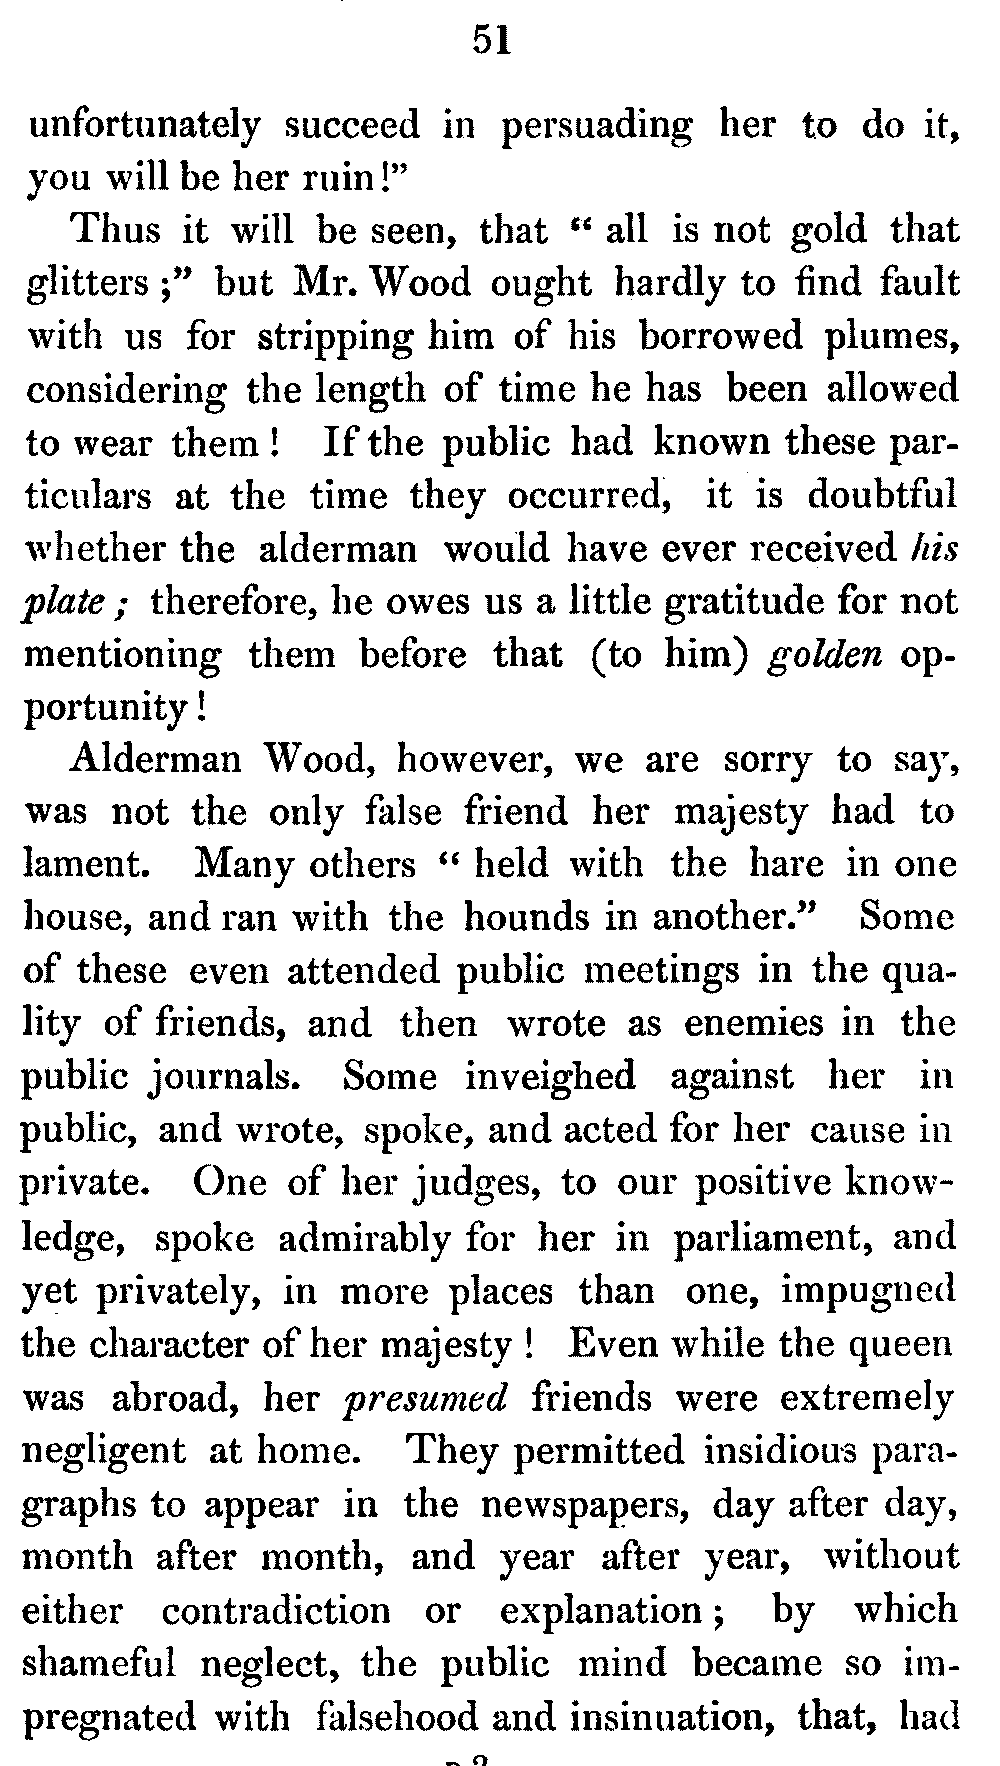 51
unfortunately succeed in persuading her to do it,
you will be her ruin!”
Thus it will be seen, that “ all is not gold that
glitters ;” but Mr. Wood ought hardly to find fault
with us for stripping him of his borrowed plumes,
considering the length of time he has been allowed
to wear them ! If the public had known these par-
ticulars at the time they occurred, it is doubtful
whether the alderman would have ever received his
plate ; therefore, he owes us a little gratitude for not
mentioning them before that (to him) golden op-
portunity !
Alderman Wood, however, we are sorry to say,
was not the only false friend her majesty had to
lament. Many others “ held with the hare in one
house, and ran with the hounds in another.” Some
of these even attended public meetings in the qua-
lity of friends, and then wrote as enemies in the
public journals. Some inveighed against her in
public, and wrote, spoke, and acted for her cause in
private. One of her judges, to our positive know-
ledge, spoke admirably for her in parliament, and
yet privately, in more places than one, impugned
the character of her majesty ! Even while the queen
was abroad, her presumed friends were extremely
negligent at home. They permitted insidious para-
graphs to appear in the newspapers, day after day,
month after month, and year after year, without
either contradiction or explanation ; by which
shameful neglect, the public mind became so im-
pregnated with falsehood and insinuation, that, had